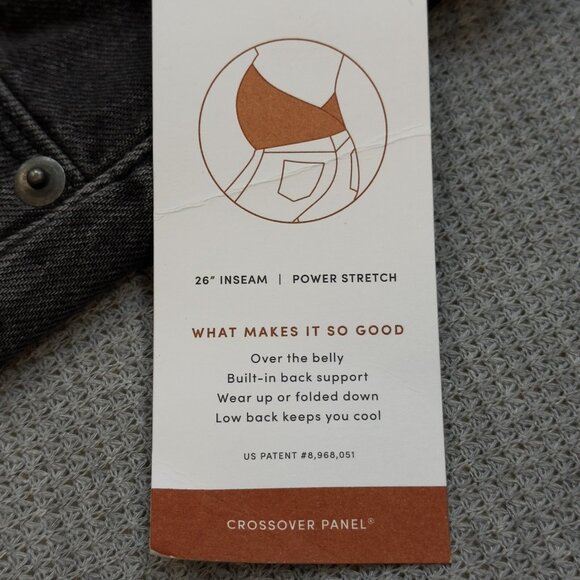 26" INSEAM | POWER STRETCH
WHAT MAKES IT SO GOOD
Over the belly
Built-in back support
Wear up or folded down
Low back keeps you cool
US PATENT #8,968,051
CROSSOVER PANEL®